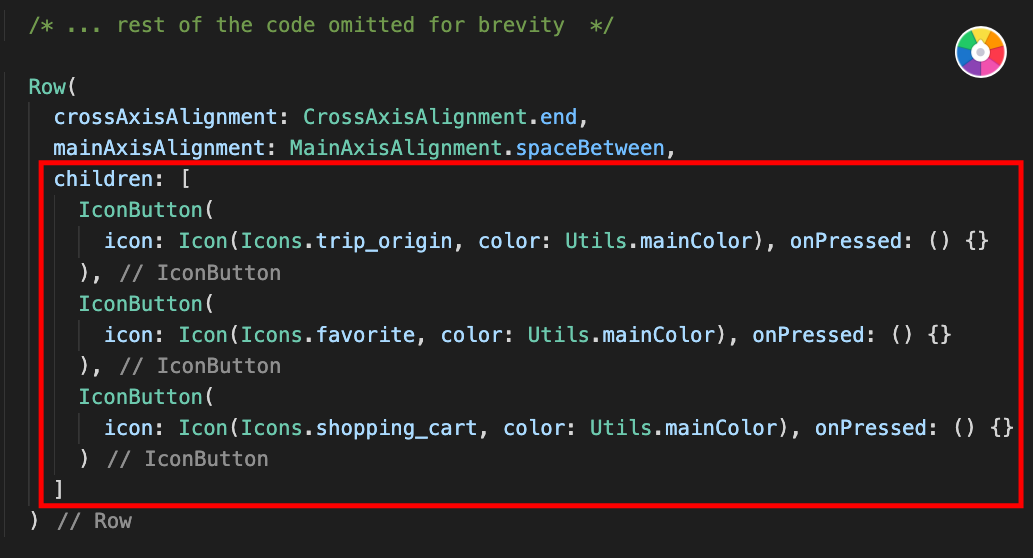 /* ... rest of the code omitted for brevity  */
Row(
crossAxisAlignment: CrossAxisAlignment.end,
mainAxisAlignment: MainAxisAlignment.spaceBetween,
children: [
IconButton(
icon: Icon(Icons.trip_origin, color: Utils.mainColor), onPressed: () {}
), // IconButton
IconButton(
icon: Icon(Icons.favorite, color: Utils.mainColor), onPressed: () {}
), // IconButton
IconButton(
icon: Icon(Icons.shopping_cart, color: Utils.mainColor), onPressed: () {}
) // IconButton
]
) // Row